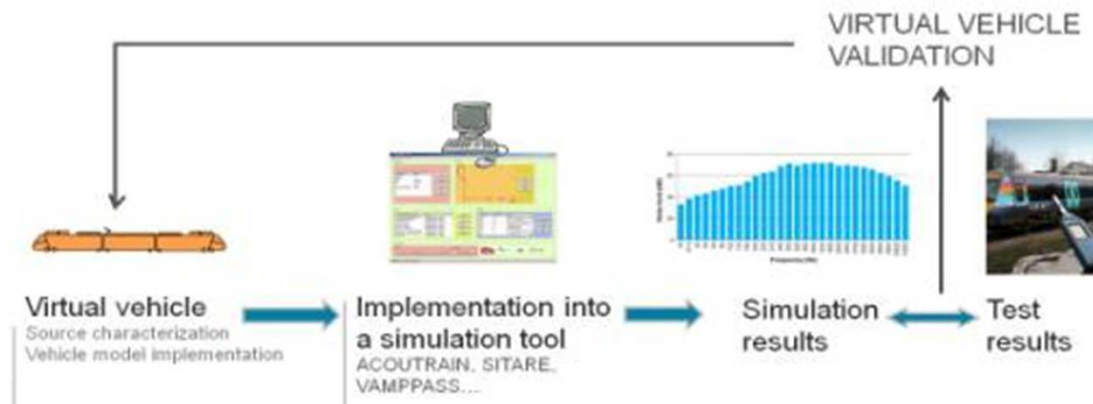 VIRTUAL VEHICLE
VALIDATION
Virtual vehicle
Source characterization
Vehicle model implementation
Implementation into
a simulation tool
ACOUTRAIN, SITARE,
VAMPPASS...
Simulation
results
Test
results